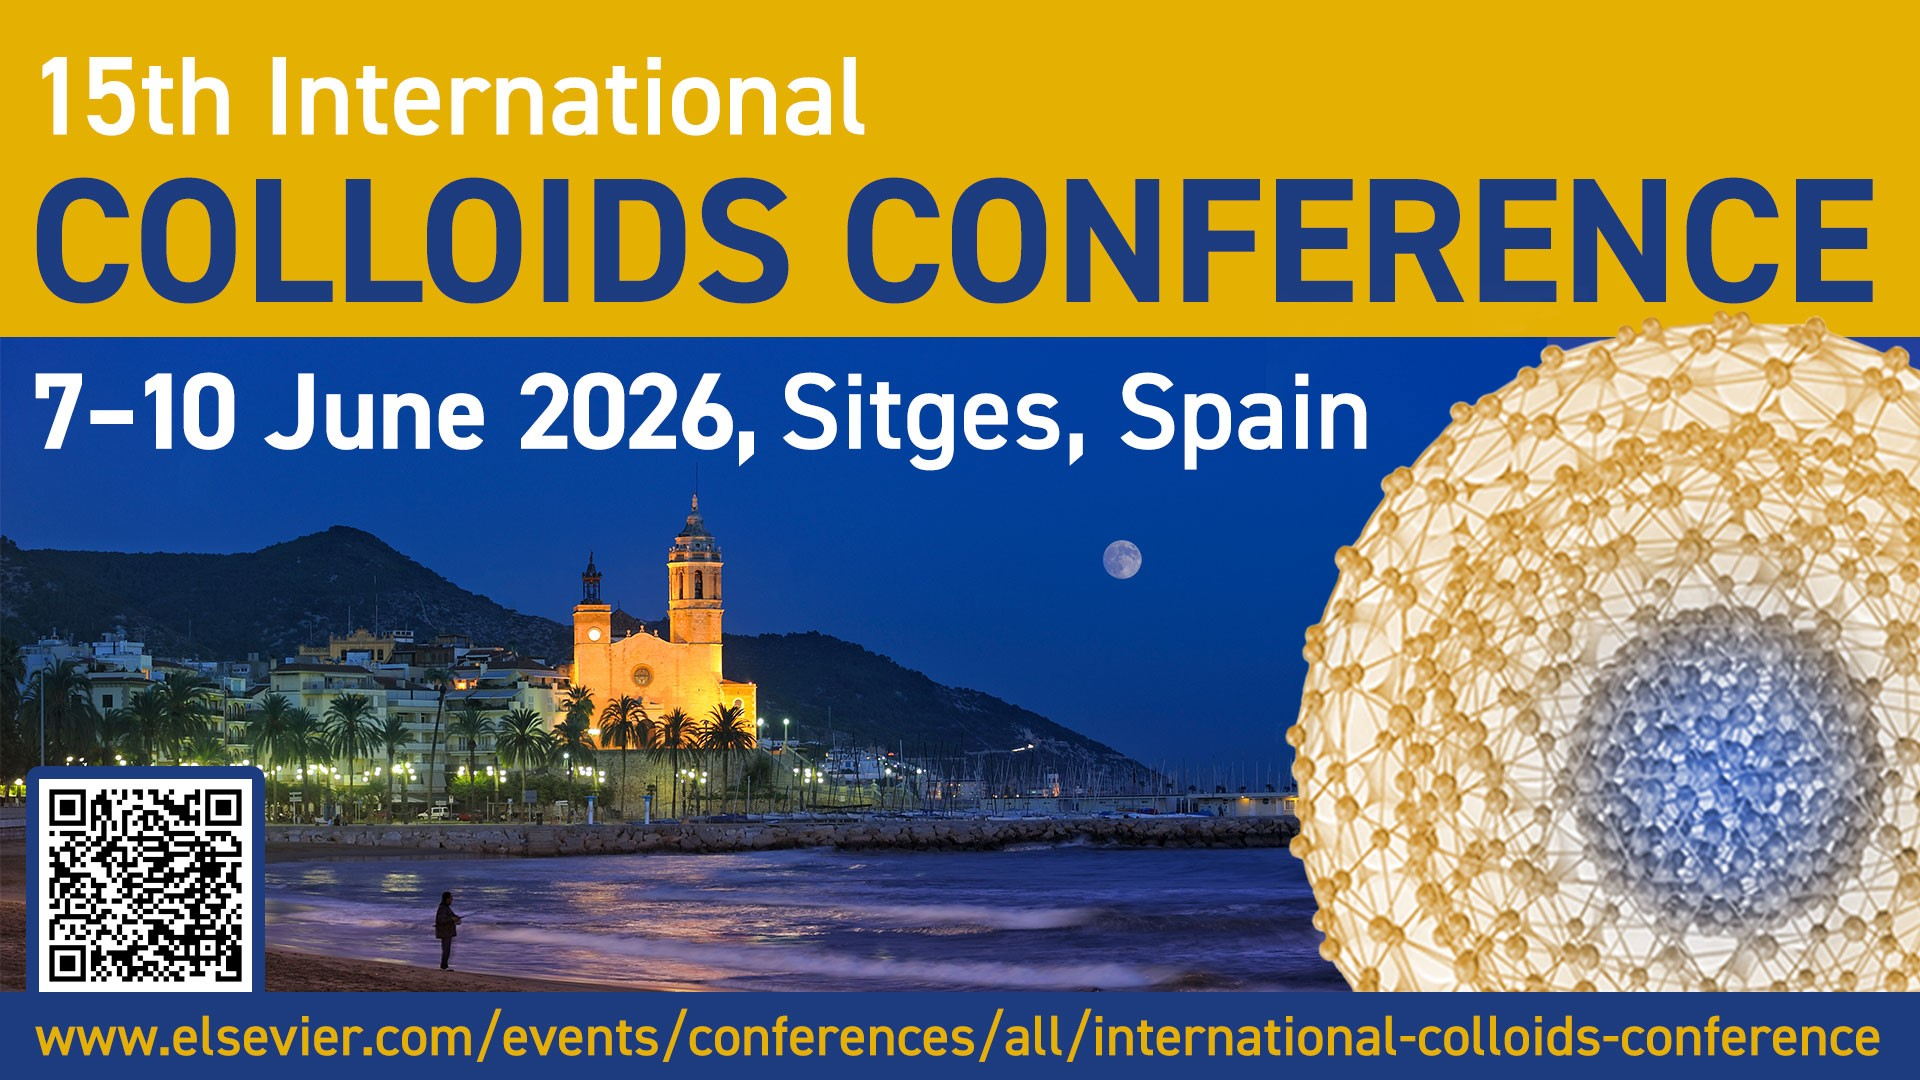 15th International
COLLOIDS CONFERENCE
7–10 June 2026, Sitges, Spain
www.elsevier.com/events/conferences/all/international-colloids-conference